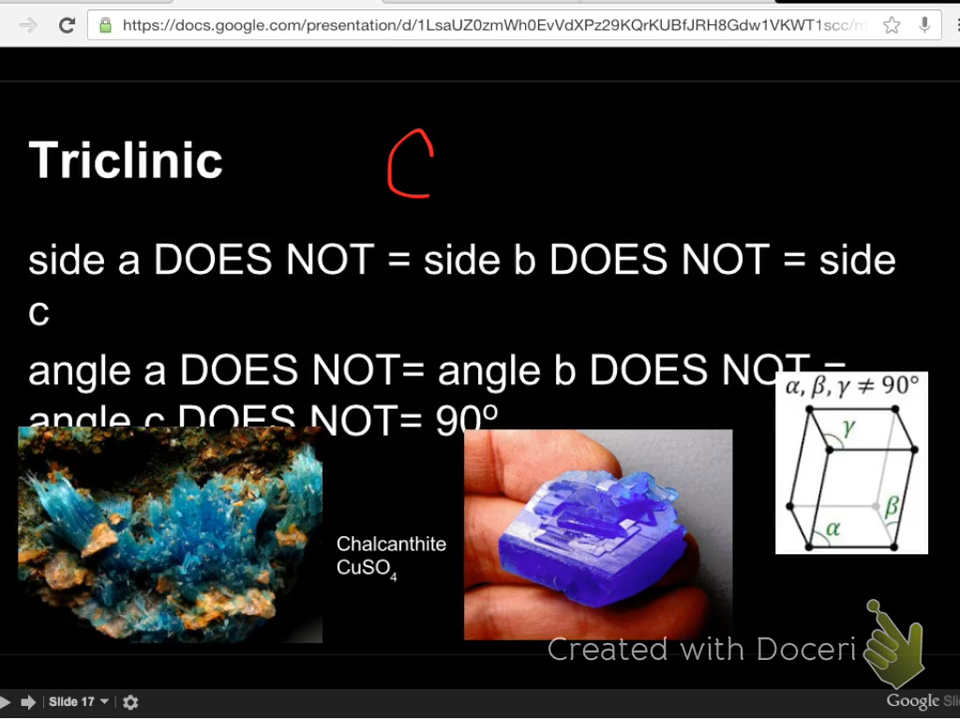 https://docs.google.com/presentation/d/1LsaUZ0zmWh0EvVdXPz29KQrKUBfJRH8Gdw1VKWT1scc/
Triclinic
C
side a DOES NOT = side b DOES NOT = side
c
angle a DOES NOT= angle b DOES NOT =
angle c DOES NOT= 90º
α, β, γ ≠ 90°
γ
β
α
Chalcanthite
CuSO₄
Created with Doceri
Slide 17
Google Sli